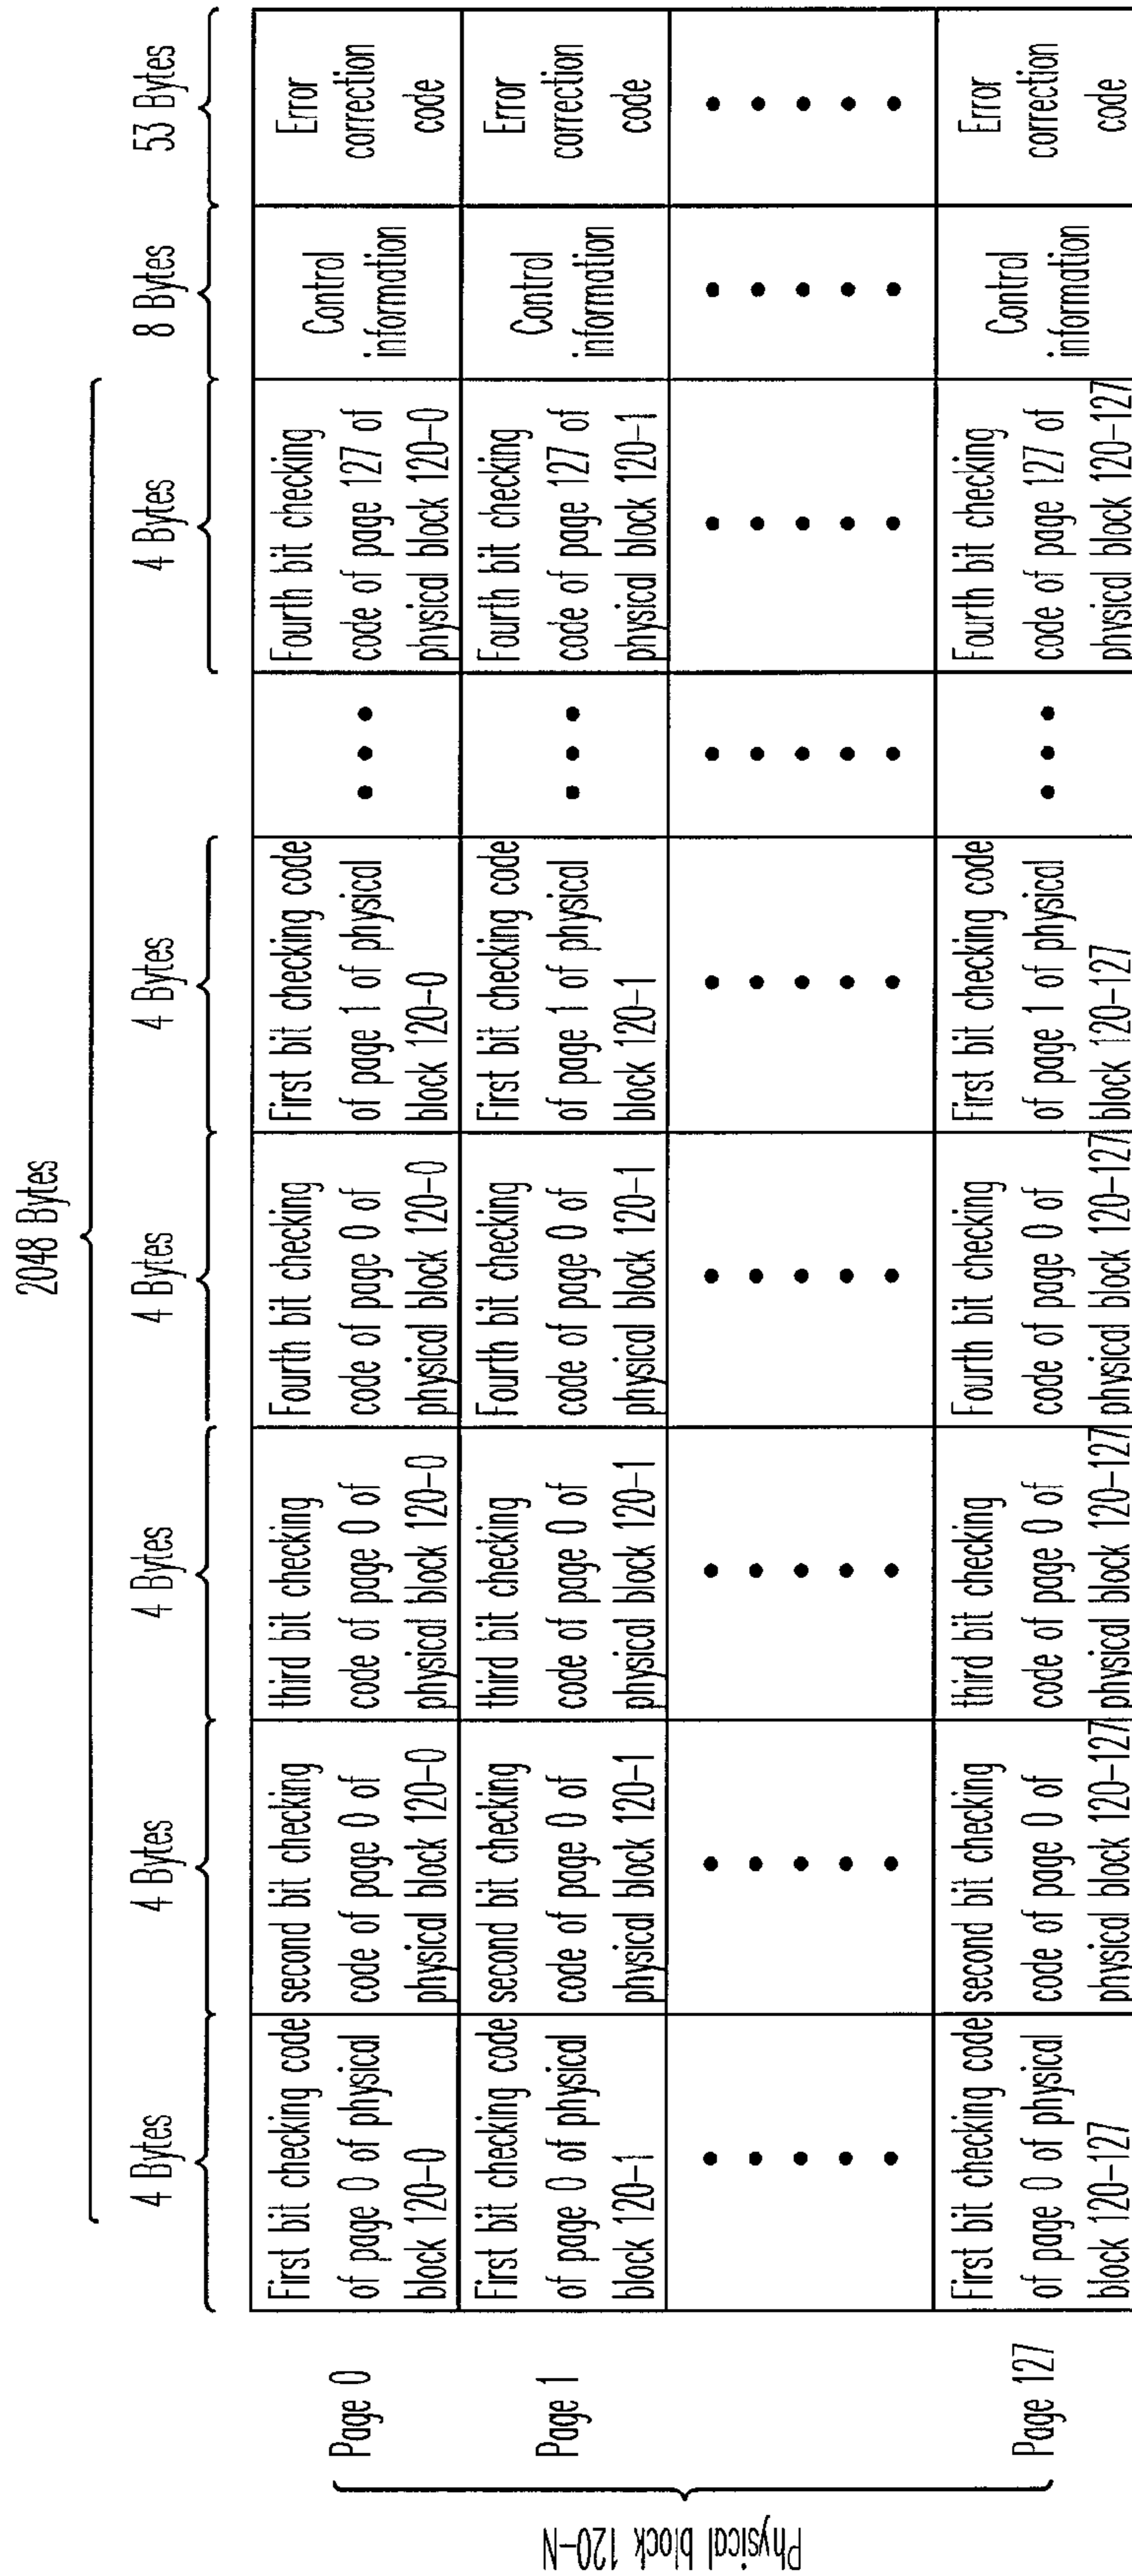 2048 Bytes
4 Bytes
4 Bytes
4 Bytes
4 Bytes
4 Bytes
4 Bytes
8 Bytes
53 Bytes
Physical block 120-N
Page 0
First bit checking code
of page 0 of physical
block 120-0
second bit checking
code of page 0 of
physical block 120-0
third bit checking
code of page 0 of
physical block 120-0
Fourth bit checking
code of page 0 of
physical block 120-0
First bit checking code
of page 1 of physical
block 120-0
Fourth bit checking
code of page 127 of
physical block 120-0
Control
information
Error
correction
code
Page 1
First bit checking code
of page 0 of physical
block 120-1
second bit checking
code of page 0 of
physical block 120-1
third bit checking
code of page 0 of
physical block 120-1
Fourth bit checking
code of page 0 of
physical block 120-1
First bit checking code
of page 1 of physical
block 120-1
Fourth bit checking
code of page 127 of
physical block 120-1
Control
information
Error
correction
code
Page 127
First bit checking code
of page 0 of physical
block 120-127
second bit checking
code of page 0 of
physical block 120-127
third bit checking
code of page 0 of
physical block 120-127
Fourth bit checking
code of page 0 of
physical block 120-127
First bit checking code
of page 1 of physical
block 120-127
Fourth bit checking
code of page 127 of
physical block 120-127
Control
information
Error
correction
code